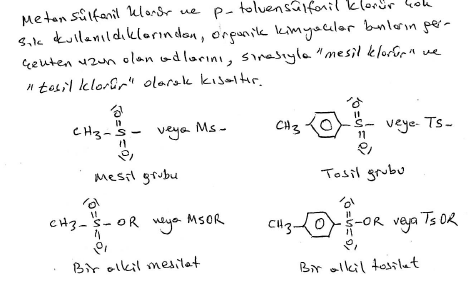 Metan sülfonil klorür ve p-toluensülfonil klorür çok
sık kullanıldıklarından, organik kimyacılar bunların ger-
çekten uzun olan adlarını, sırasıyla "mesil klorür" ve
"tosil klorür" olarak kısaltır.
CH3-S- veya Ms-
CH3 -S- veya Ts-
Mesil grubu
Tosil grubu
CH3-S-OR veya MsOR
CH3 -S-OR veya TsOR
Bir alkil mesilat
Bir alkil tosilat